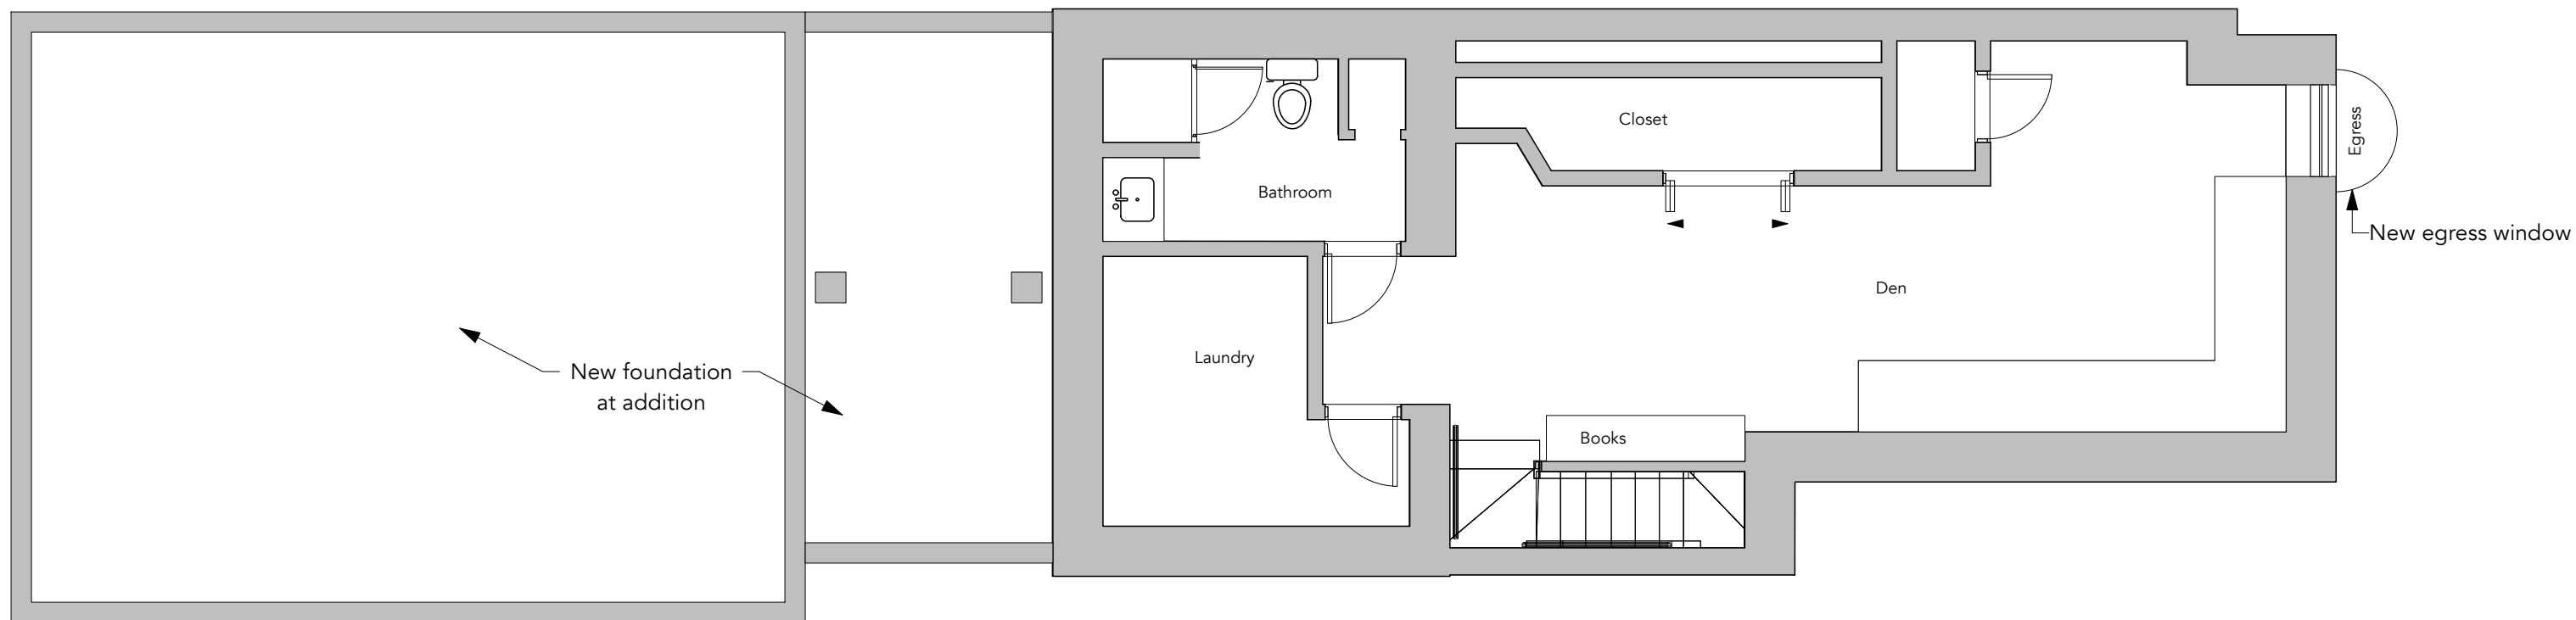 Closet
Egress
Bathroom
New egress window
Den
Laundry
New foundation
at addition
Books